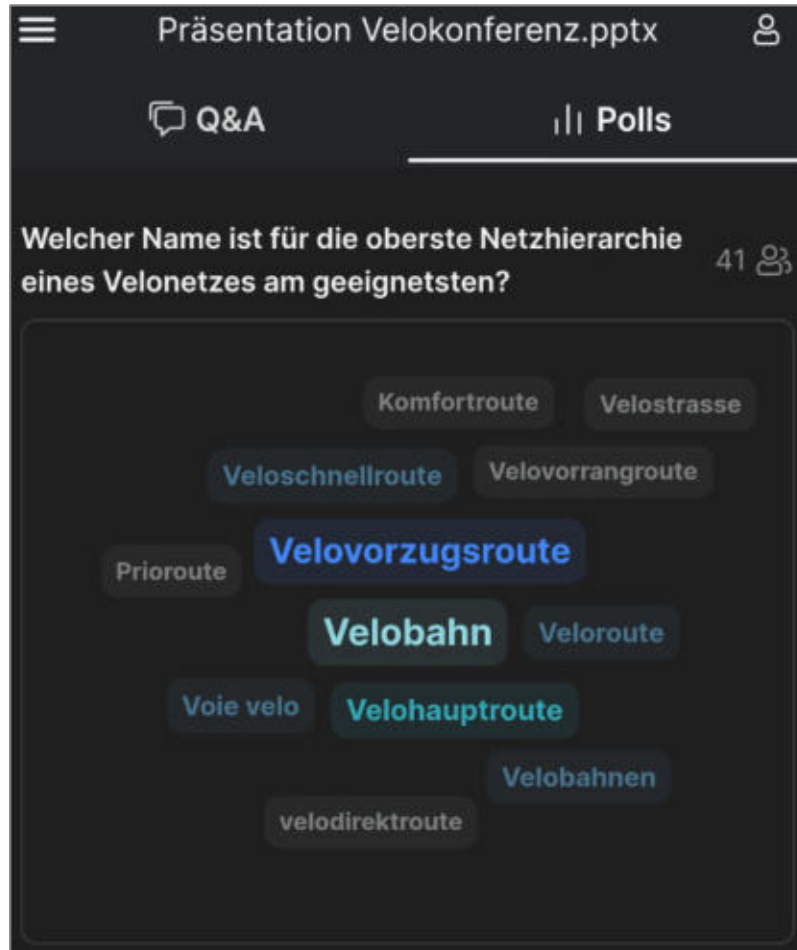 Präsentation Velokonferenz.pptx
Q&A
Polls
Welcher Name ist für die oberste Netzhierarchie
eines Velonetzes am geeignetsten?
41
Komfortroute
Velostrasse
Veloschnellroute
Velovorrangroute
Velovorzugsroute
Prioroute
Velobahn
Veloroute
Voie velo
Velohauptroute
Velobahnen
velodirektroute